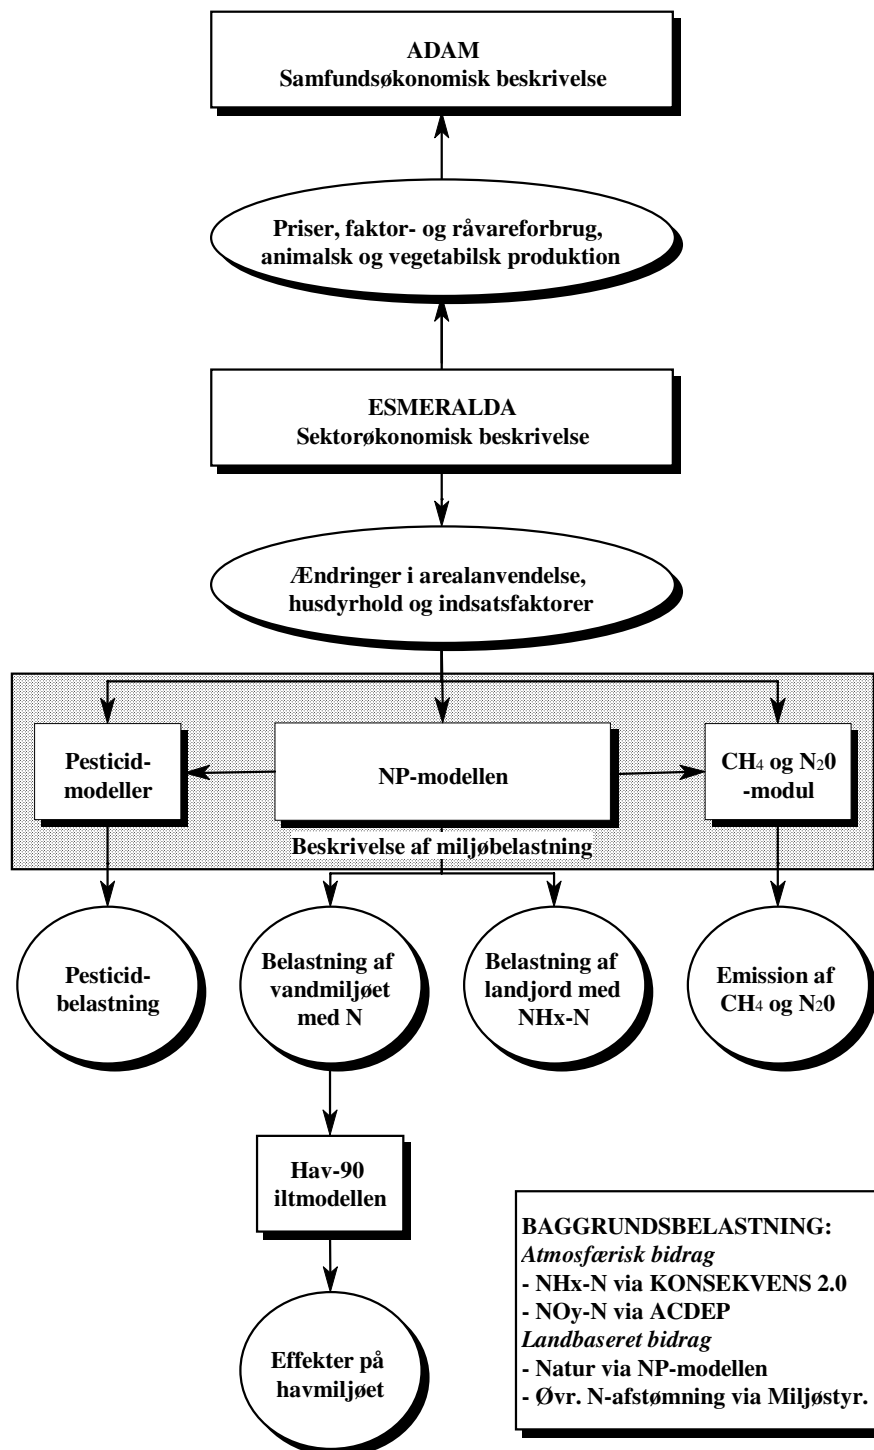 ADAM
Samfundsøkonomisk beskrivelse
Priser, faktor- og råvareforbrug,
animalsk og vegetabilsk produktion
ESMERALDA
Sektorøkonomisk beskrivelse
Ændringer i arealanvendelse,
husdyrhold og indsatsfaktorer
Pesticid-
modeller
NP-modellen
CH₄ og N₂0
-modul
Beskrivelse af miljøbelastning
Pesticid-
belastning
Belastning af
vandmiljøet
med N
Belastning af
landjord med
NHx-N
Emission af
CH₄ og N₂0
Hav-90
iltmodellen
Effekter på
havmiljøet
BAGGRUNDSBELASTNING:
Atmosfærisk bidrag
- NHx-N via KONSEKVENS 2.0
- NOy-N via ACDEP
Landbaseret bidrag
- Natur via NP-modellen
- Øvr. N-afstømning via Miljøstyr.